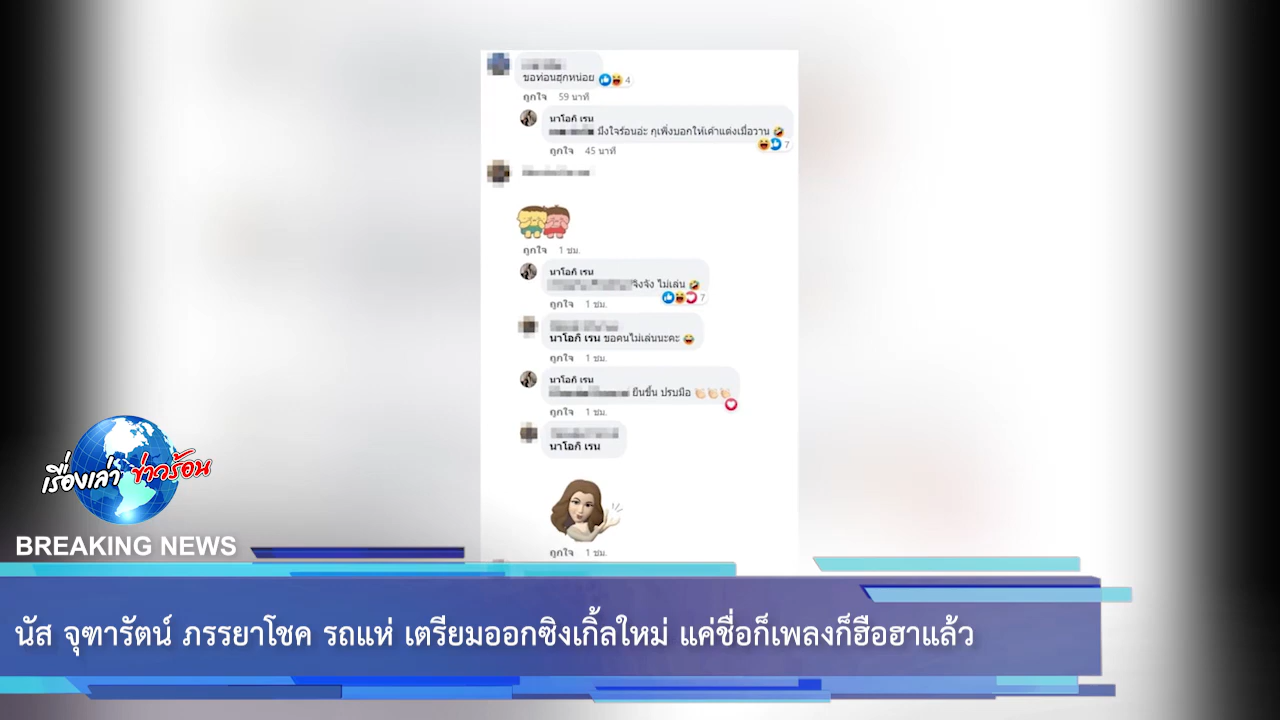 ขอท่อนฮุกหน่อย
4
ถูกใจ 59 นาที
นาโอกิ เรน
มึงใจร้อนอ่ะ กูเพิ่งบอกให้เค้าแต่งเมื่อวาน 🤣
7
ถูกใจ 45 นาที
ถูกใจ 1 ชม.
นาโอกิ เรน
จิงจัง ไม่เล่น 🤣
7
ถูกใจ 1 ชม.
นาโอกิ เรน ขอคนไม่เล่นนะคะ 😂
ถูกใจ 1 ชม.
นาโอกิ เรน
ยืนขึ้น ปรบมือ 👏🏻👏🏻👏🏻
ถูกใจ 1 ชม.
นาโอกิ เรน
ถูกใจ 1 ชม.
เรื่องเล่า ข่าวร้อน
BREAKING NEWS
นัส จุฑารัตน์ ภรรยาโชค รถแห่ เตรียมออกซิงเกิ้ลใหม่ แค่ชื่อก็เพลงก็ฮือฮาแล้ว